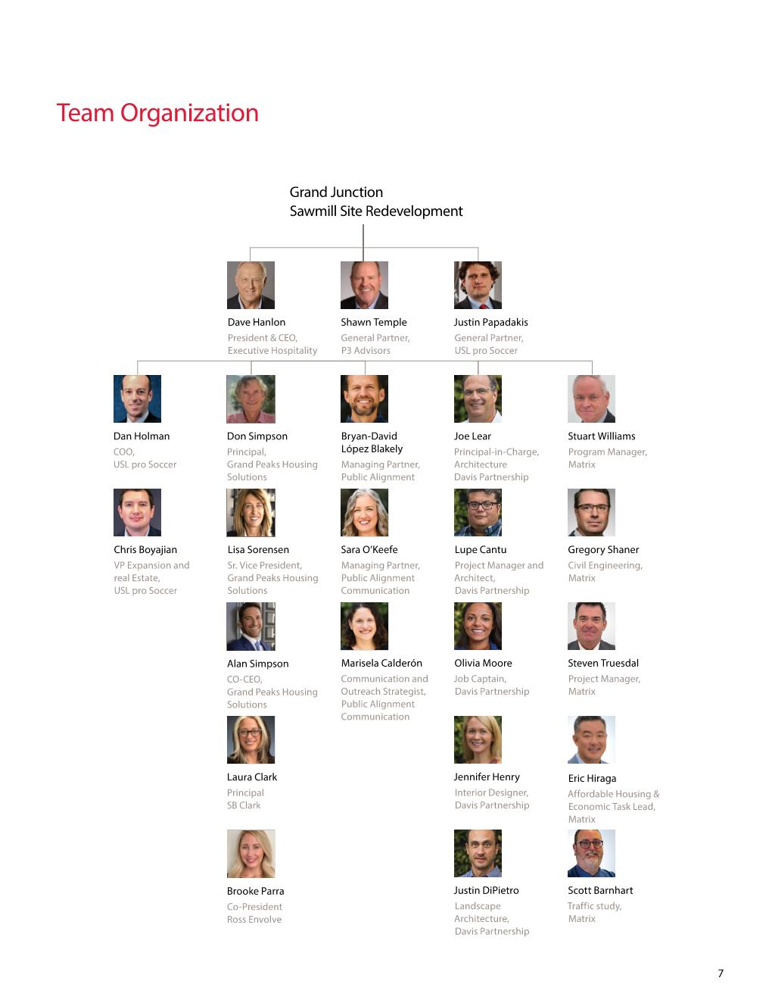 Team Organization
Grand Junction
Sawmill Site Redevelopment
Dave Hanlon
President & CEO,
Executive Hospitality
Shawn Temple
General Partner,
P3 Advisors
Justin Papadakis
General Partner,
USL pro Soccer
Dan Holman
COO,
USL pro Soccer
Don Simpson
Principal,
Grand Peaks Housing
Solutions
Bryan-David
López Blakely
Managing Partner,
Public Alignment
Joe Lear
Principal-in-Charge,
Architecture
Davis Partnership
Stuart Williams
Program Manager,
Matrix
Chris Boyajian
VP Expansion and
real Estate,
USL pro Soccer
Lisa Sorensen
Sr. Vice President,
Grand Peaks Housing
Solutions
Sara O’Keefe
Managing Partner,
Public Alignment
Communication
Lupe Cantu
Project Manager and
Architect,
Davis Partnership
Gregory Shaner
Civil Engineering,
Matrix
Alan Simpson
CO-CEO,
Grand Peaks Housing
Solutions
Marisela Calderón
Communication and
Outreach Strategist,
Public Alignment
Communication
Olivia Moore
Job Captain,
Davis Partnership
Steven Truesdal
Project Manager,
Matrix
Laura Clark
Principal
SB Clark
Jennifer Henry
Interior Designer,
Davis Partnership
Eric Hiraga
Affordable Housing &
Economic Task Lead,
Matrix
Brooke Parra
Co-President
Ross Envolve
Justin DiPietro
Landscape
Architecture,
Davis Partnership
Scott Barnhart
Traffic study,
Matrix
7